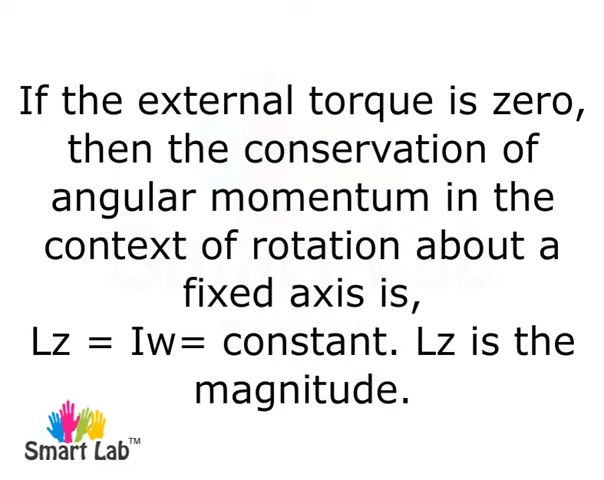 If the external torque is zero,
then the conservation of
angular momentum in the
context of rotation about a
fixed axis is,
Lz = Iw= constant. Lz is the
magnitude.
Smart Lab™